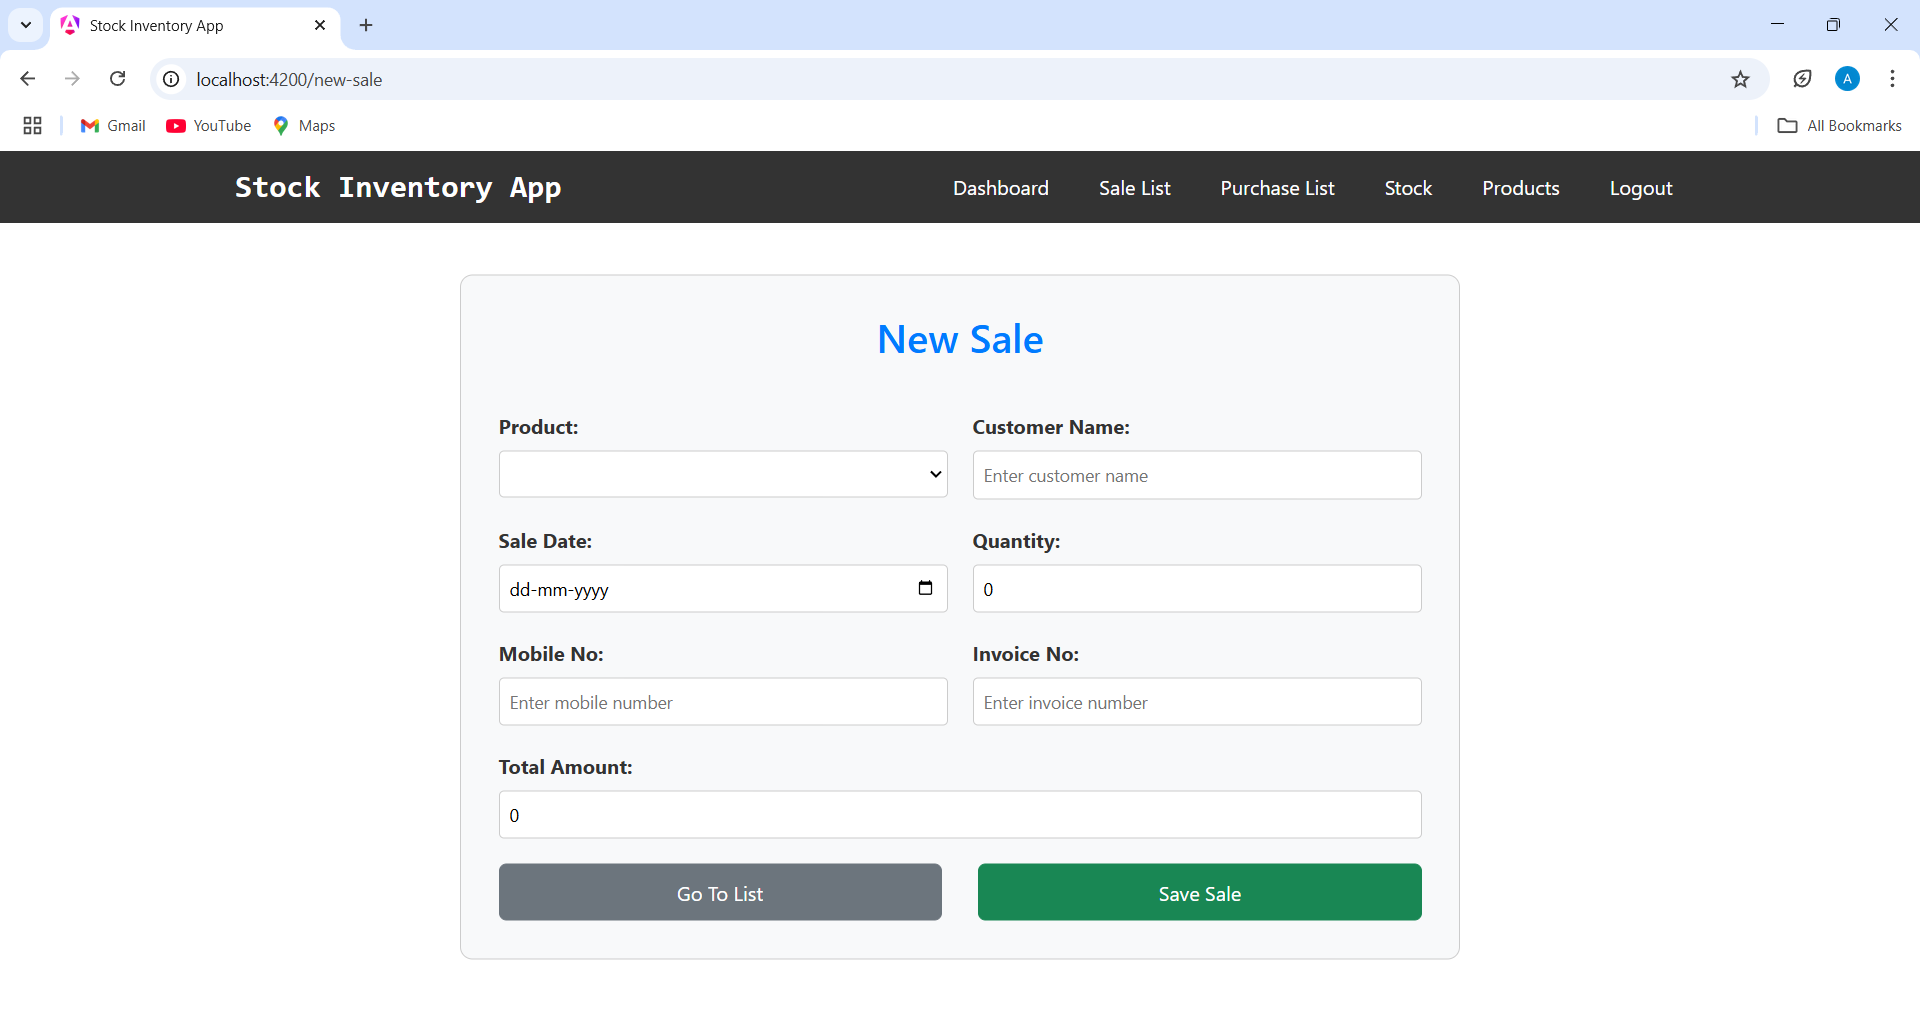 Stock Inventory App
localhost:4200/new-sale
A
Gmail YouTube Maps All Bookmarks
Stock Inventory App Dashboard Sale List Purchase List Stock Products Logout
New Sale
Product: Customer Name:
Enter customer name
Sale Date: Quantity:
dd-mm-yyyy 0
Mobile No: Invoice No:
Enter mobile number Enter invoice number
Total Amount:
0
Go To List Save Sale